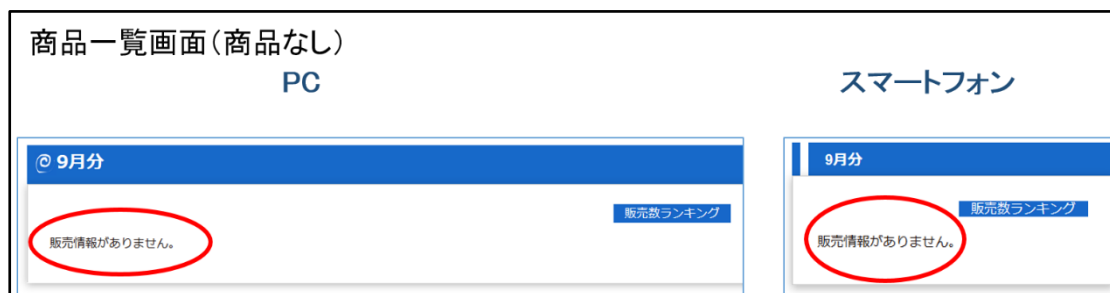 商品一覧画面(商品なし)
PC
スマートフォン
9月分
販売数ランキング
販売情報がありません。
9月分
販売数ランキング
販売情報がありません。